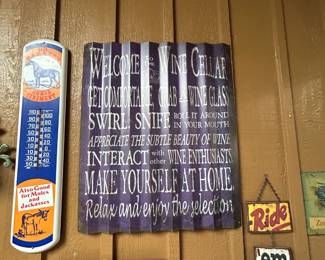 WELCOME TO THE WINE CELLAR
GET COMFORTABLE, GRAB A WINE GLASS
SWIRL, SNIFF, ROLL IT AROUND
IN YOUR MOUTH
APPRECIATE THE SUBTLE BEAUTY OF WINE
INTERACT with other WINE ENTHUSIASTS
MAKE YOURSELF AT HOME.
Relax and enjoy the selection
Also Good
for Mules and
Jackasses
Ride
'em